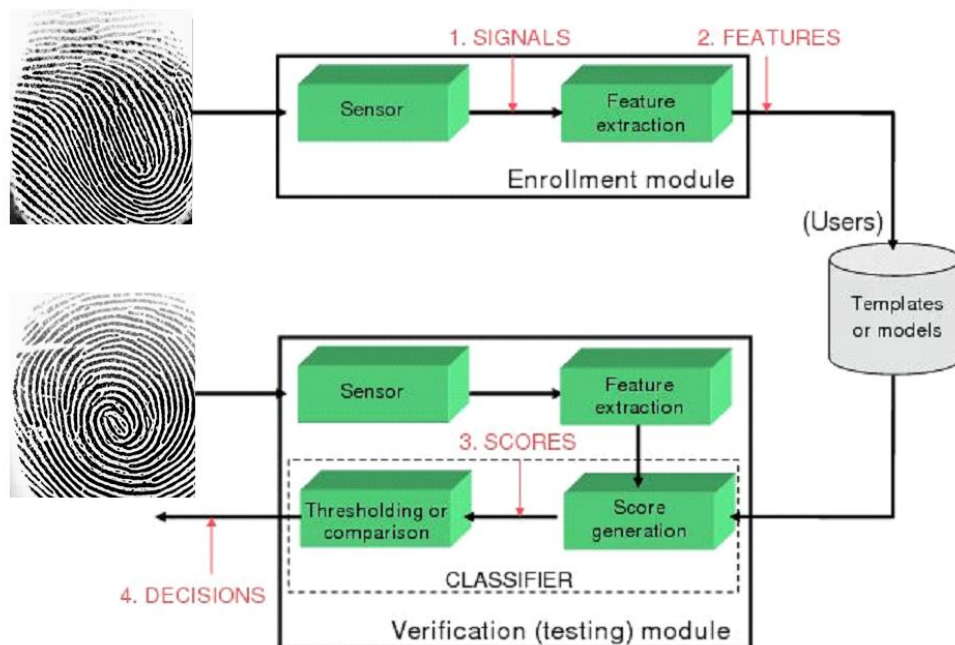 1. SIGNALS
2. FEATURES
Sensor
Feature
extraction
Enrollment module
(Users)
Templates
or models
Sensor
Feature
extraction
3. SCORES
Thresholding or
comparison
Score
generation
CLASSIFIER
4. DECISIONS
Verification (testing) module